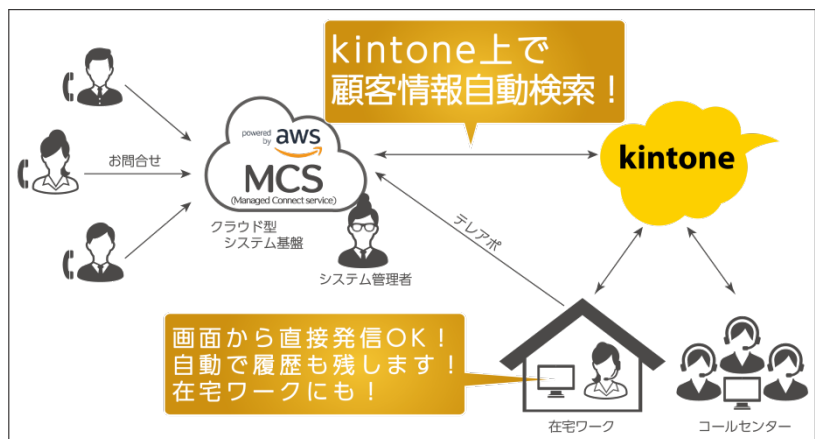 kintone上で
顧客情報自動検索！
powered by aws
MCS
(Managed Connect service)
お問合せ
クラウド型
システム基盤
システム管理者
kintone
テレアポ
画面から直接発信OK！
自動で履歴も残します！
在宅ワークにも！
在宅ワーク
コールセンター